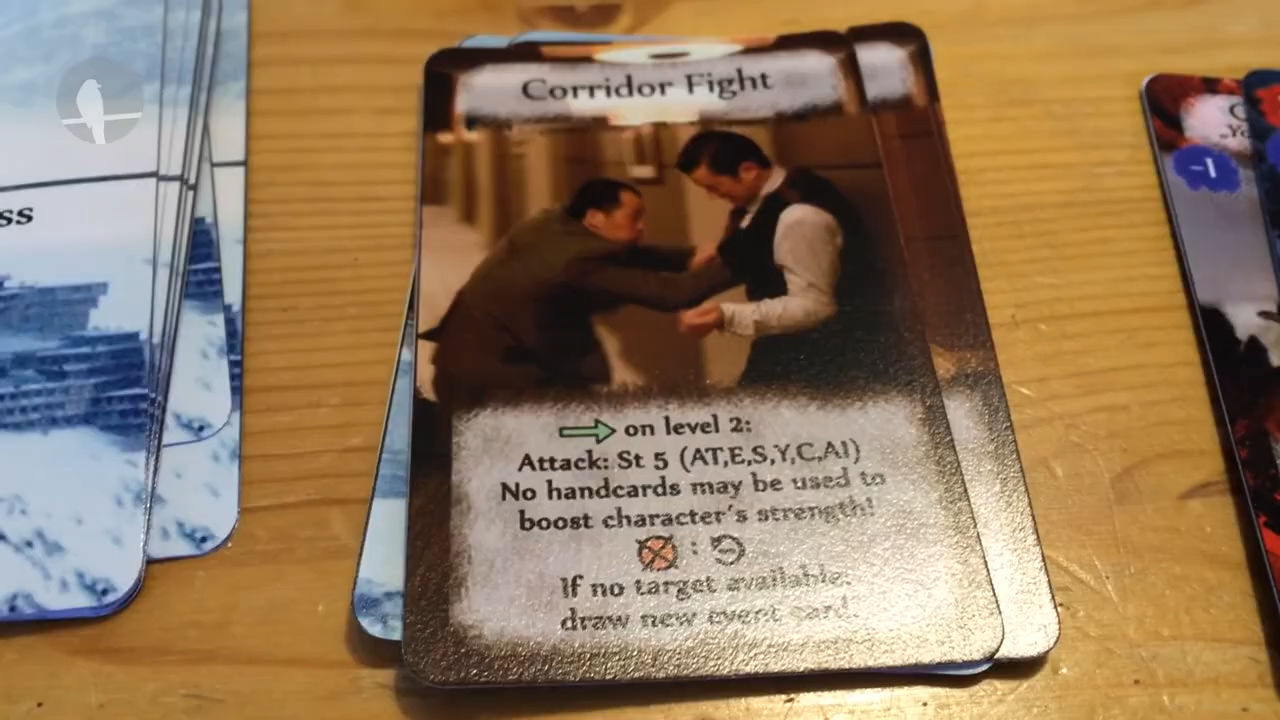 Corridor Fight
on level 2:
Attack: St 5 (AT,E,S,Y,C,AI)
No handcards may be used to
boost character's strength!
:
If no target available:
draw new event card.
ss
-1